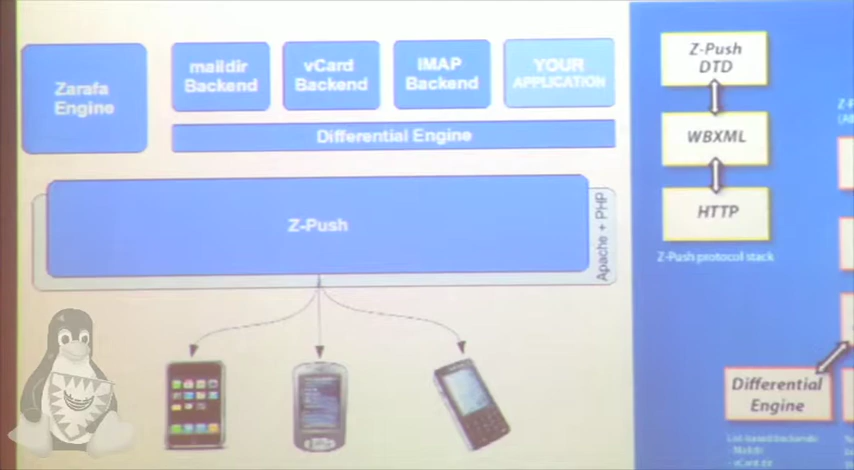 Zarafa
Engine
maildir
Backend
vCard
Backend
IMAP
Backend
YOUR
APPLICATION
Differential Engine
Z-Push
Apache + PHP
Z-Push
DTD
WBXML
HTTP
Z-Push protocol stack
Differential
Engine